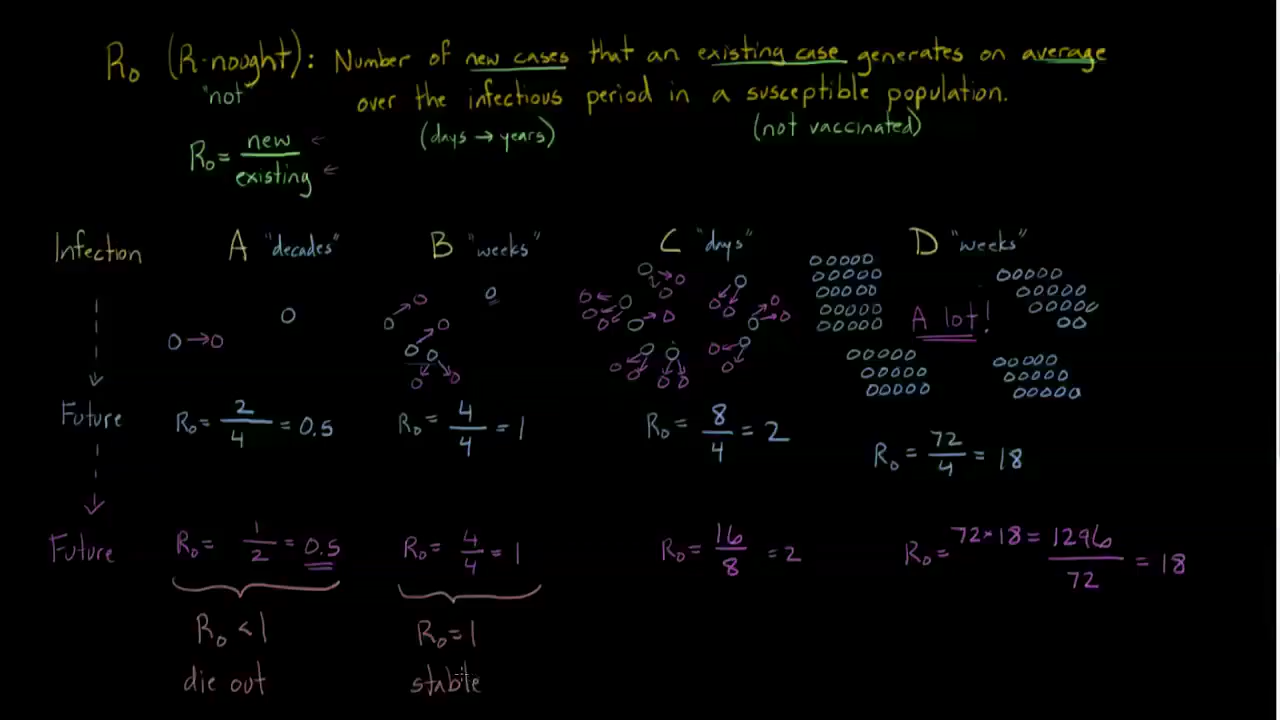 R₀ (R-nought): Number of new cases that an existing case generates on average
"not" over the infectious period in a susceptible population.
(days → years) (not vaccinated)
R₀ = new / existing
Infection A "decades" B "weeks" C "days" D "weeks"
A lot!
Future R₀ = 2/4 = 0.5 R₀ = 4/4 = 1 R₀ = 8/4 = 2 R₀ = 72/4 = 18
Future R₀ = 1/2 = 0.5 R₀ = 4/4 = 1 R₀ = 16/8 = 2 R₀ = 72 × 18 = 1296/72 = 18
R₀ < 1 R₀ = 1
die out stable